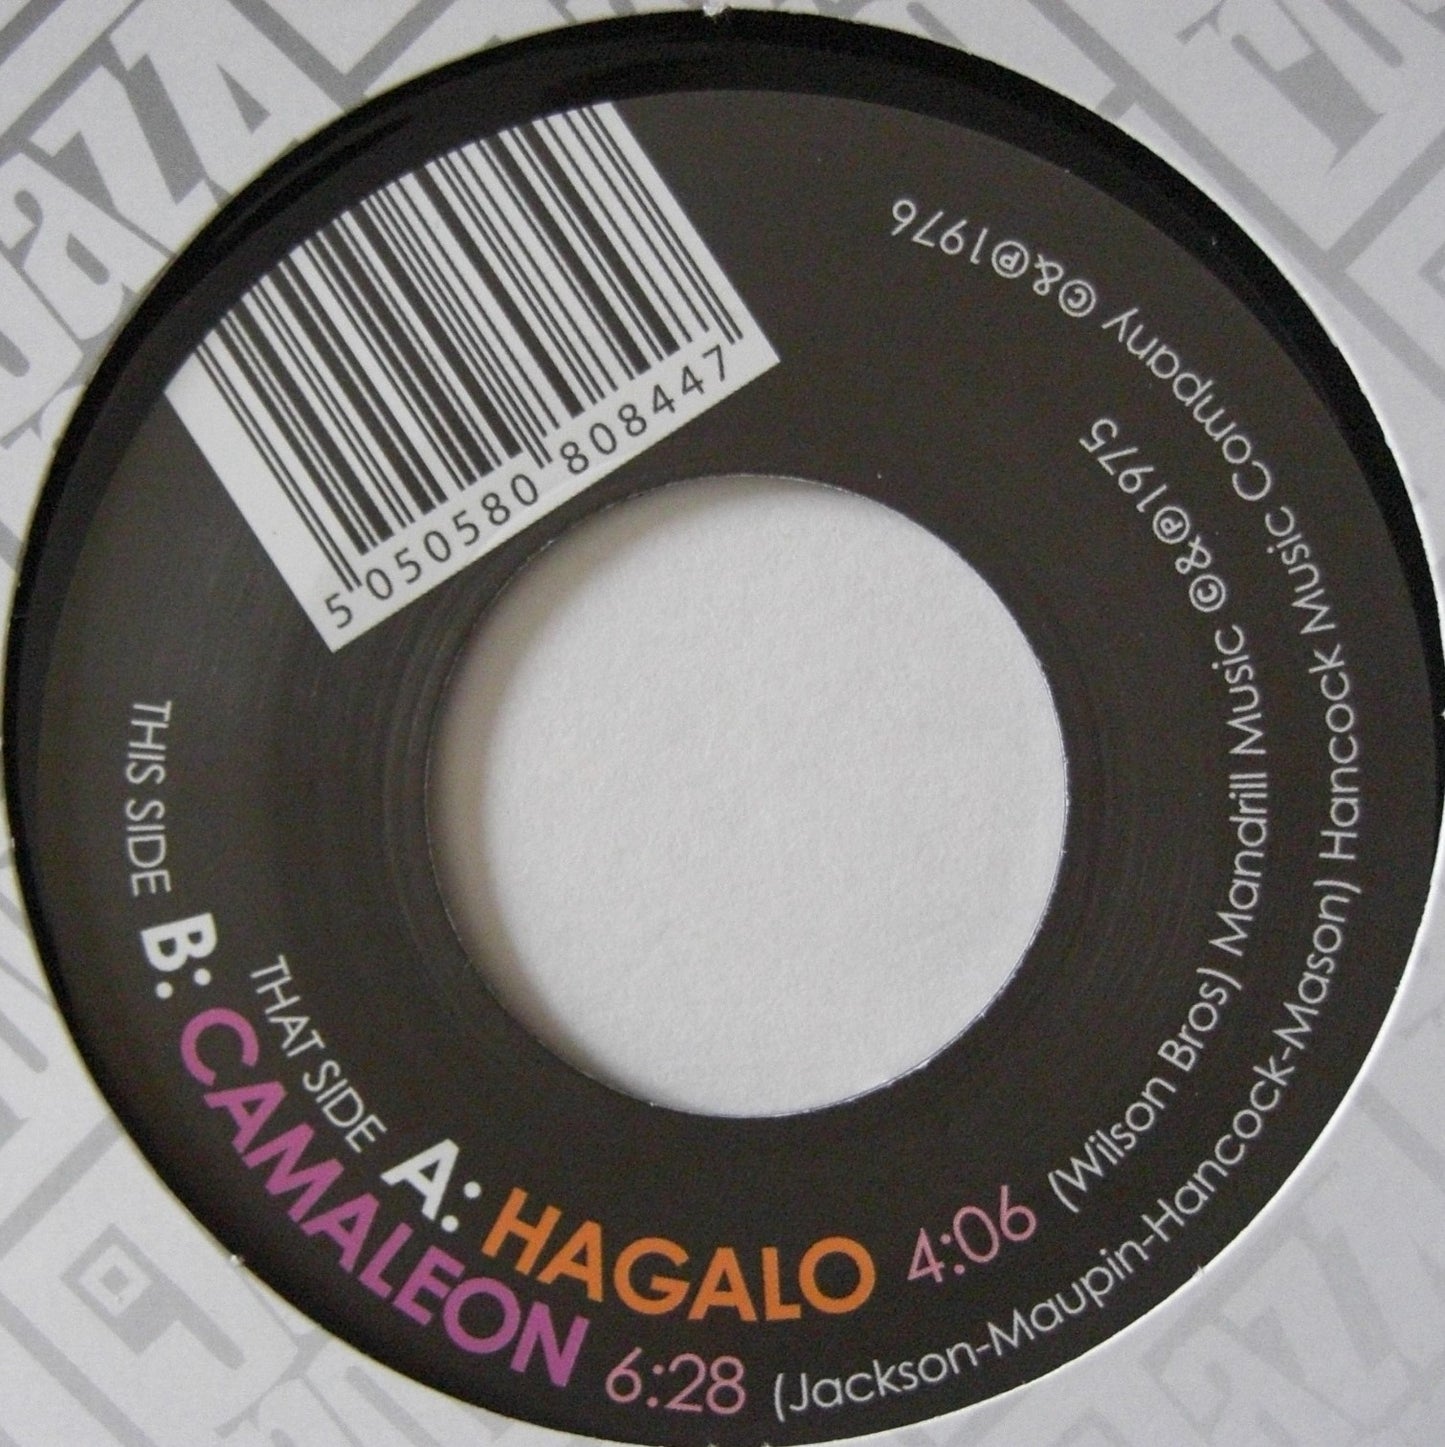 5 050580 808447
THIS SIDE B: CAMALEON 6:28 (Jackson-Maupin-Hancock-Mason) Hancock Music Company ©&℗1976
THAT SIDE A: HAGALO 4:06 (Wilson Bros) Mandrill Music ©&℗1975